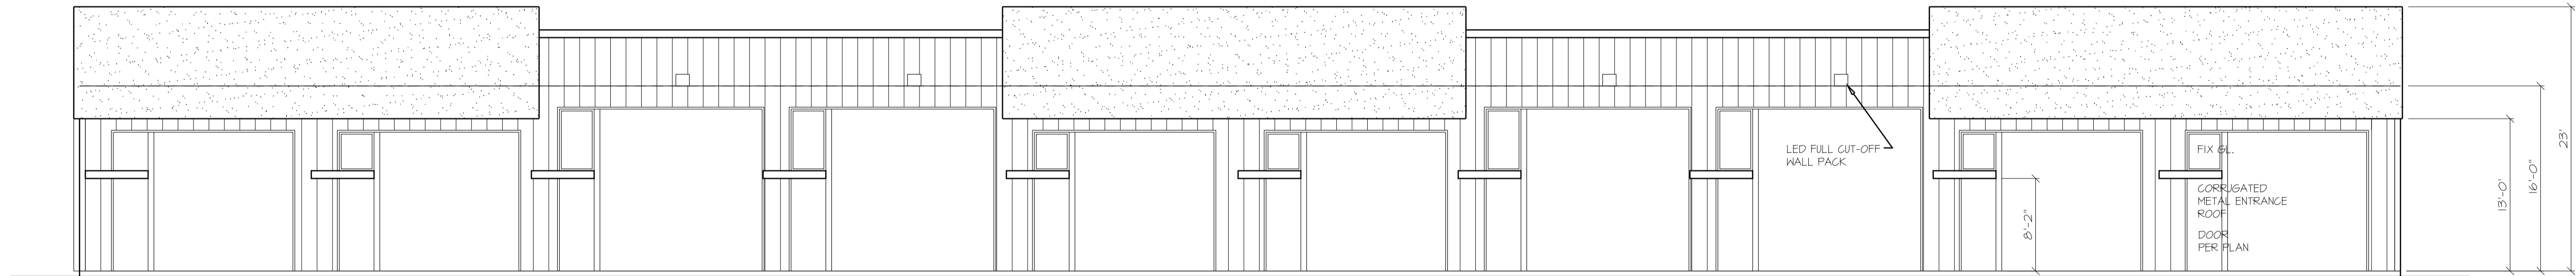 LED FULL CUT-OFF
WALL PACK
FIX GL.
CORRUGATED
METAL ENTRANCE
ROOF
DOOR
PER PLAN
8'-2"
13'-0'
16'-0"
23'